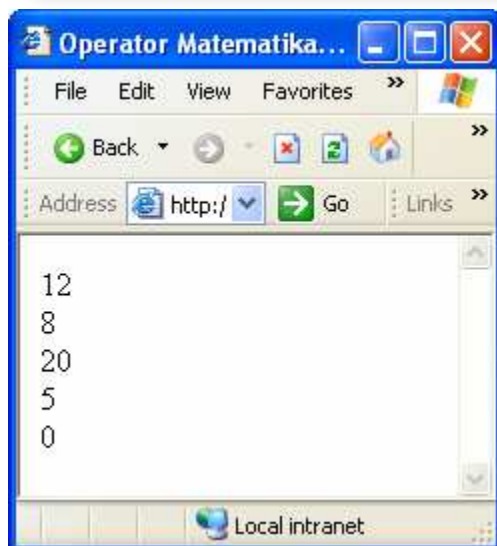 Operator Matematika...
File Edit View Favorites »
Back »
Address http:/ Go Links »
12
8
20
5
0
Local intranet